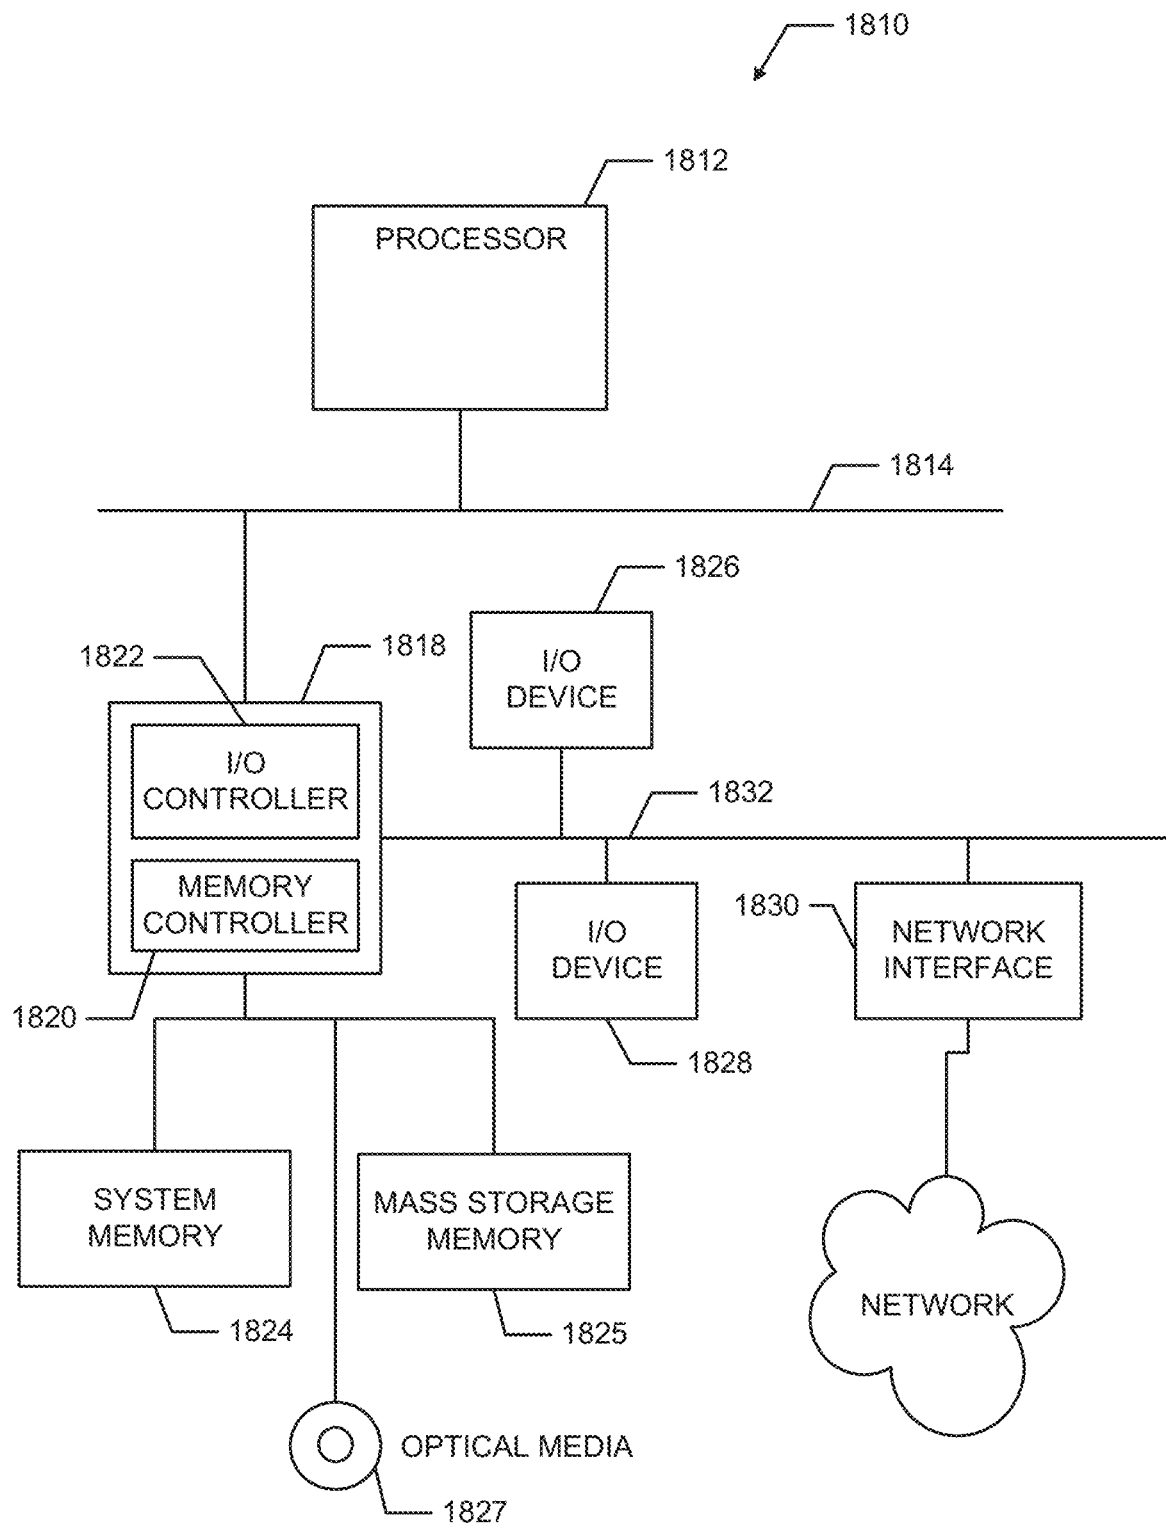 1810
1812
PROCESSOR
1814
1826
1818
1822
I/O
DEVICE
I/O
CONTROLLER
1832
MEMORY
CONTROLLER
1830
I/O
DEVICE
NETWORK
INTERFACE
1820
1828
SYSTEM
MEMORY
MASS STORAGE
MEMORY
NETWORK
1824
1825
OPTICAL MEDIA
1827